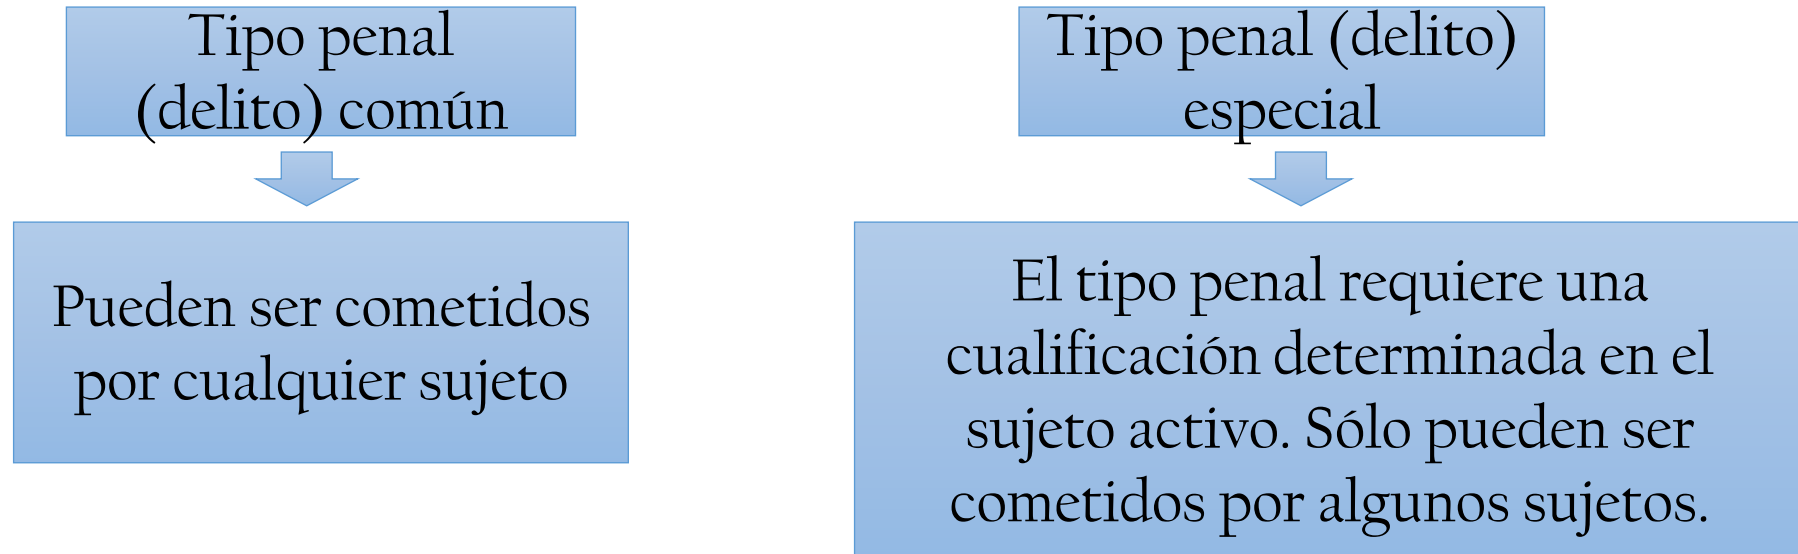 Tipo penal
(delito) común
Pueden ser cometidos
por cualquier sujeto
Tipo penal (delito)
especial
El tipo penal requiere una
cualificación determinada en el
sujeto activo. Sólo pueden ser
cometidos por algunos sujetos.